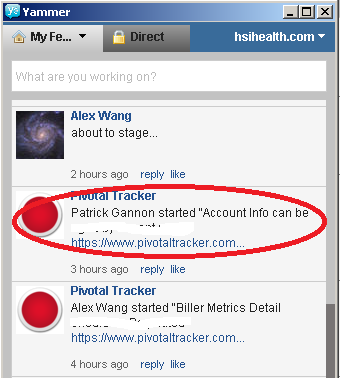 Yammer
My Fe...
Direct
hsihealth.com
What are you working on?
Alex Wang
about to stage...
2 hours ago reply like
Pivotal Tracker
Patrick Gannon started "Account Info can be
https://www.pivotaltracker.com...
3 hours ago reply like
Pivotal Tracker
Alex Wang started "Biller Metrics Detail
https://www.pivotaltracker.com...
4 hours ago reply like